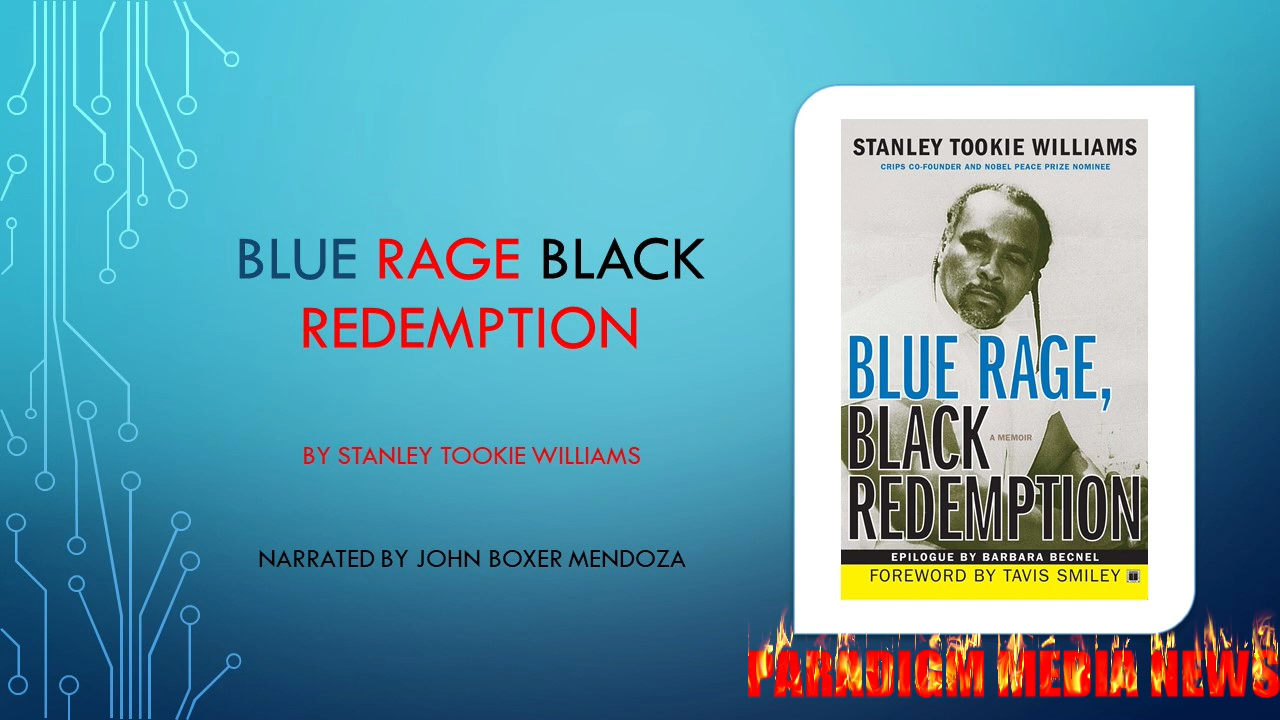 BLUE RAGE BLACK
REDEMPTION
BY STANLEY TOOKIE WILLIAMS
NARRATED BY JOHN BOXER MENDOZA
STANLEY TOOKIE WILLIAMS
CRIPS CO-FOUNDER AND NOBEL PEACE PRIZE NOMINEE
BLUE RAGE,
BLACK
A MEMOIR
REDEMPTION
EPILOGUE BY BARBARA BECNEL
FOREWORD BY TAVIS SMILEY
PARADIGM MEDIA NEWS